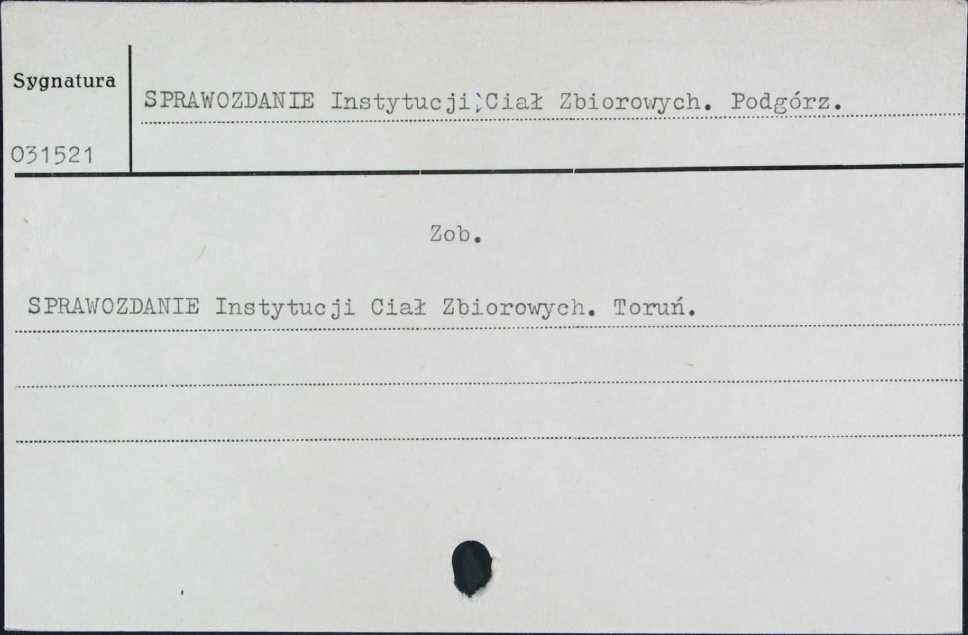 Sygnatura
SPRAWOZDANIE Instytucji Ciał Zbiorowych. Podgórz.
031521
Zob.
SPRAWOZDANIE Instytucji Ciał Zbiorowych. Toruń.